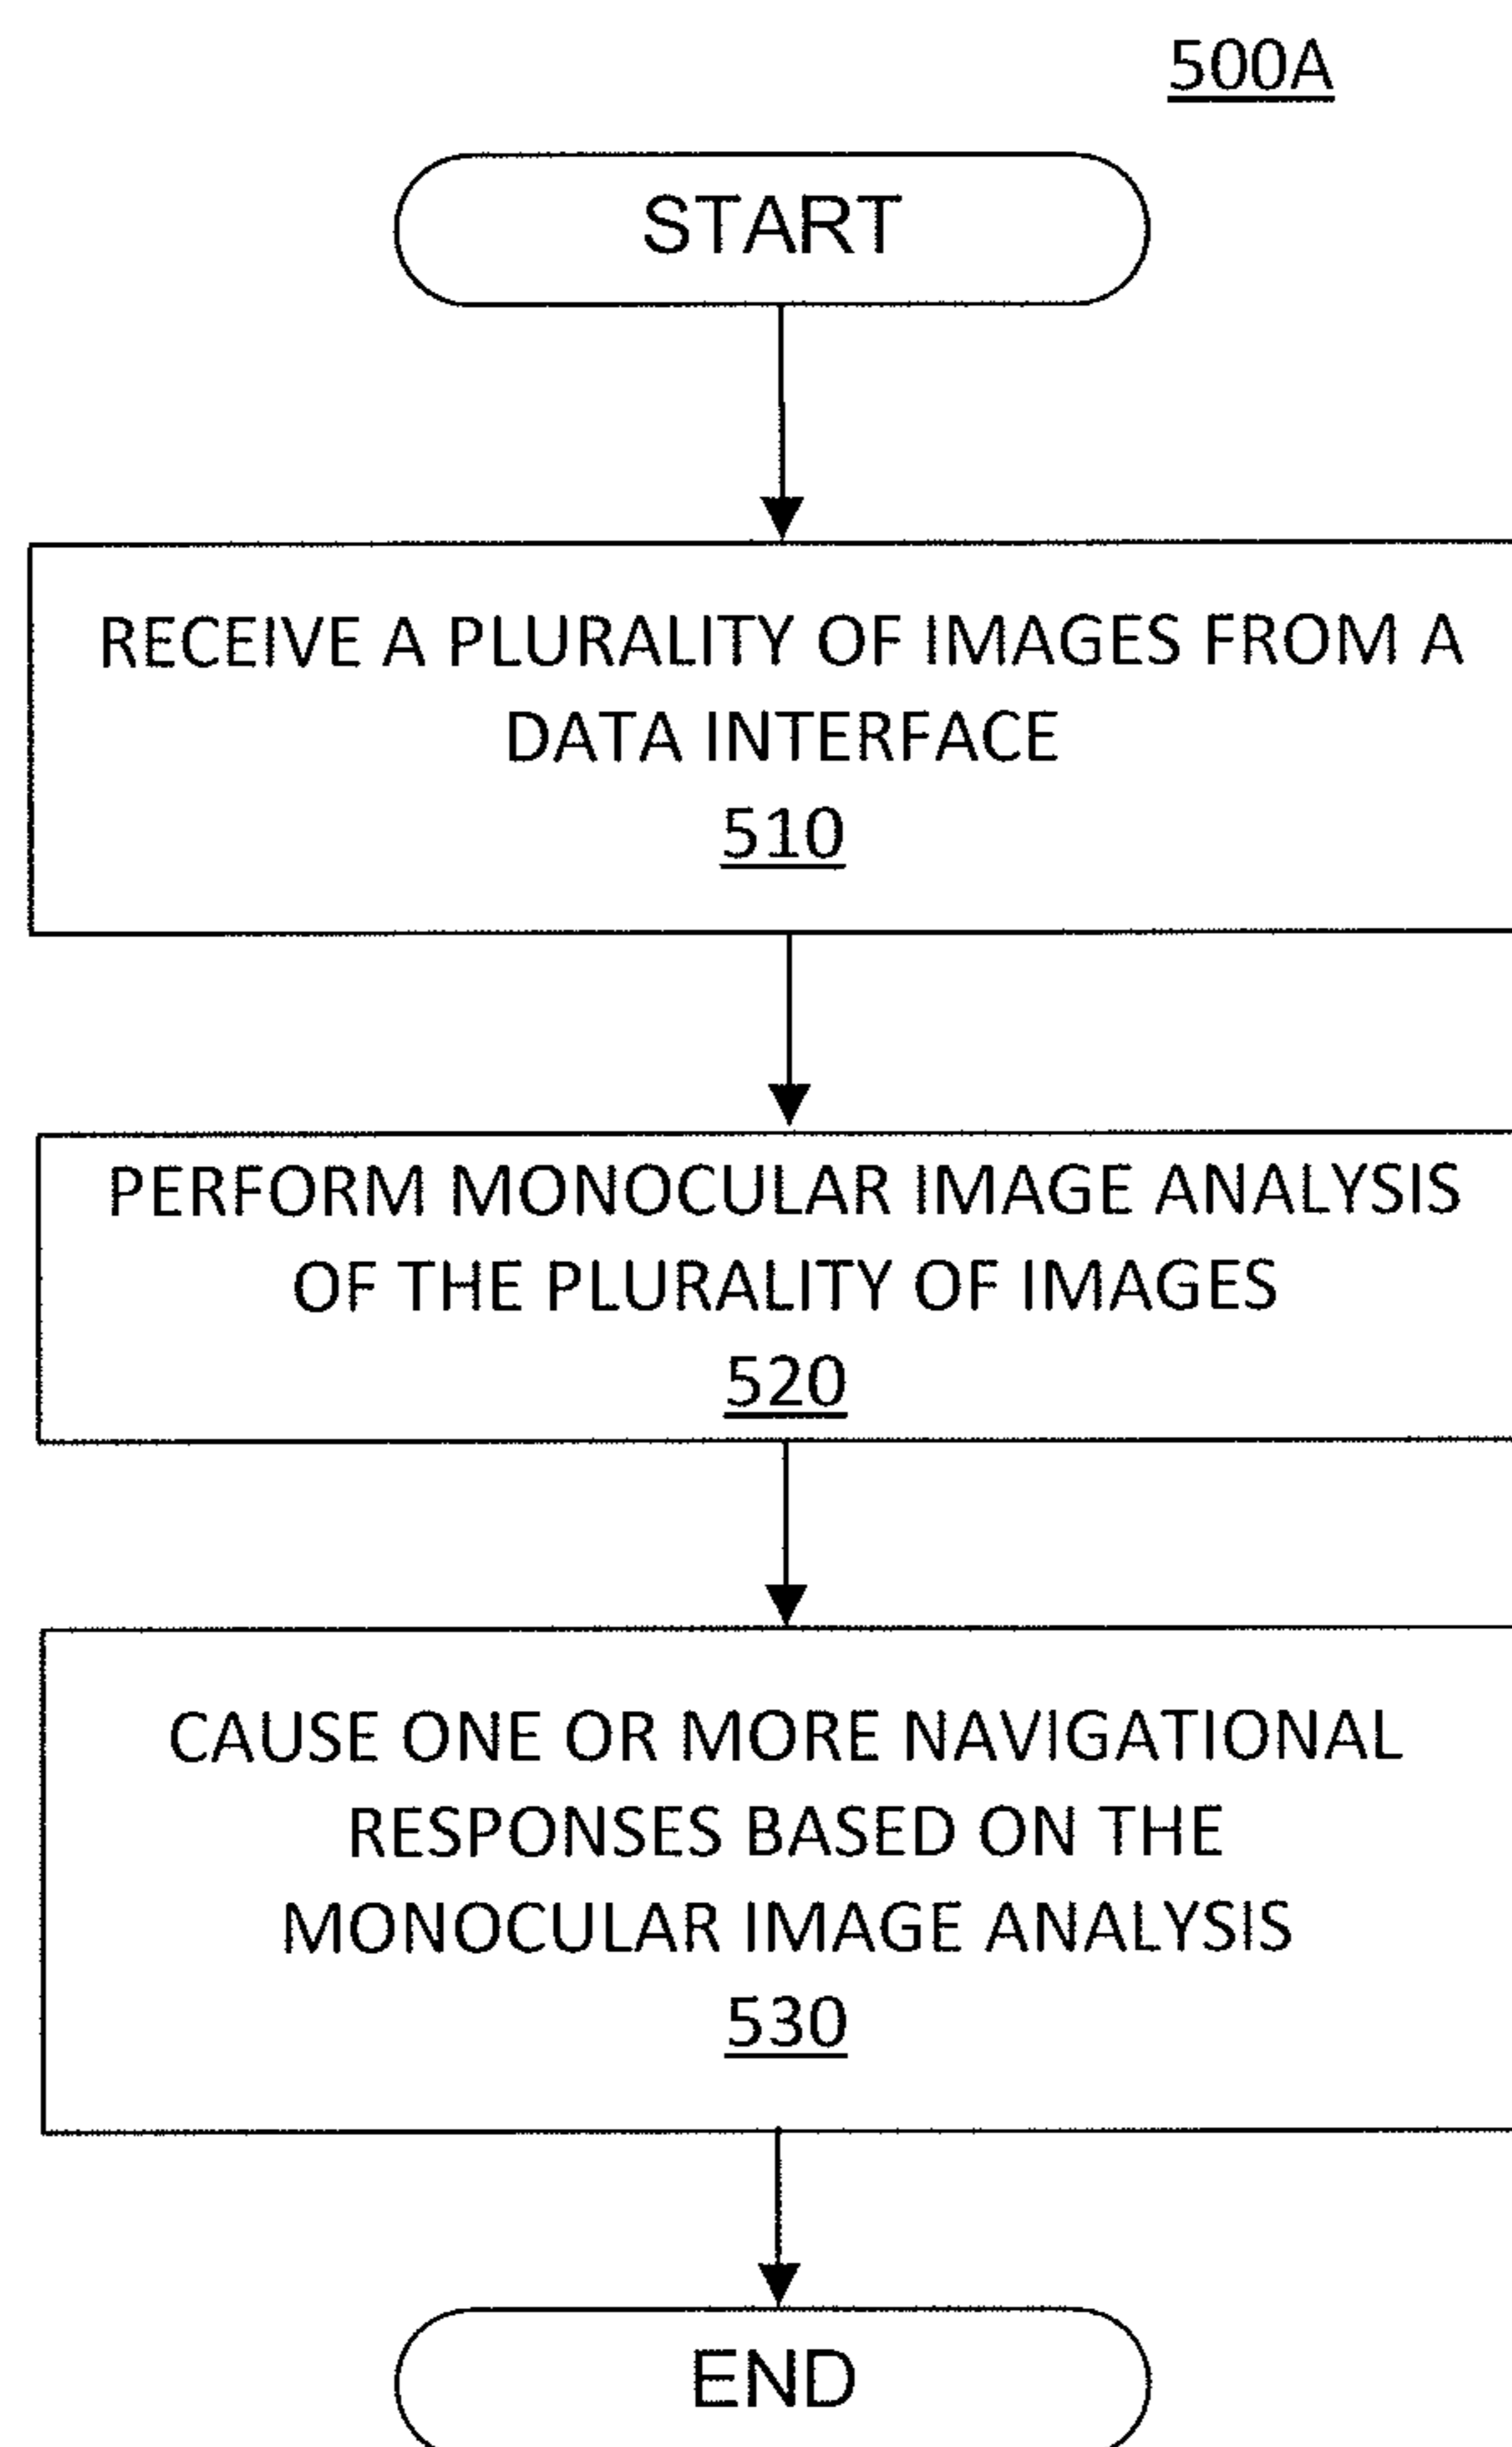 500A
START
RECEIVE A PLURALITY OF IMAGES FROM A
DATA INTERFACE
510
PERFORM MONOCULAR IMAGE ANALYSIS
OF THE PLURALITY OF IMAGES
520
CAUSE ONE OR MORE NAVIGATIONAL
RESPONSES BASED ON THE
MONOCULAR IMAGE ANALYSIS
530
END